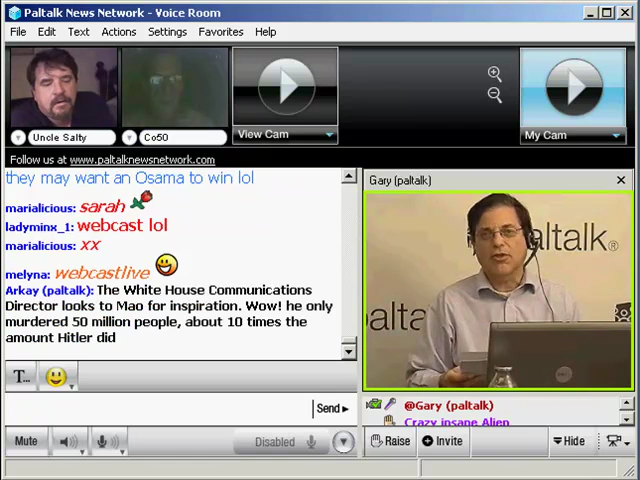 Paltalk News Network - Voice Room
File Edit Text Actions Settings Favorites Help
Uncle Salty
Co50
View Cam
My Cam
Follow us at www.paltalknewsnetwork.com
they may want an Osama to win lol
marialicious: sarah
ladyminx_1: webcast lol
marialicious: xx
melyna: webcastlive
Arkay (paltalk): The White House Communications
Director looks to Mao for inspiration. Wow! he only
murdered 50 million people, about 10 times the
amount Hitler did
T...
Send
Mute
Disabled
Gary (paltalk)
paltalk®
paltalk
@Gary (paltalk)
Crazy insane Alien
Raise
Invite
Hide